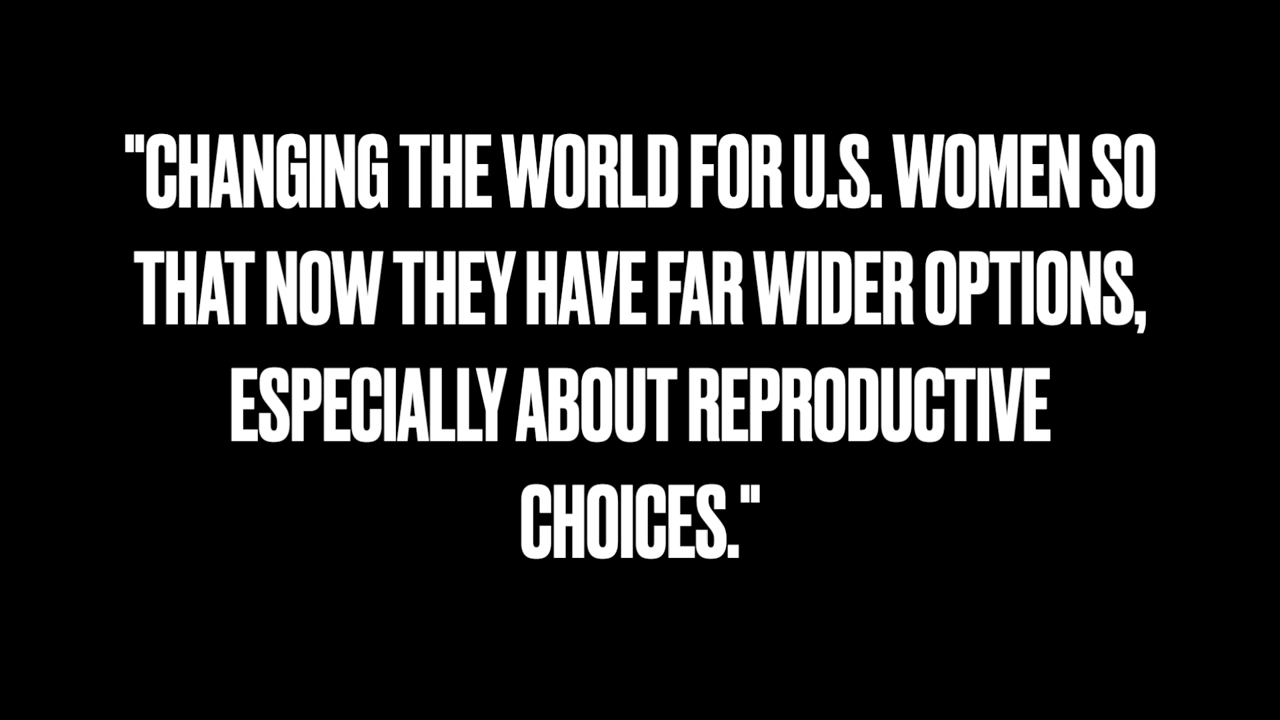 "CHANGING THE WORLD FOR U.S. WOMEN SO
THAT NOW THEY HAVE FAR WIDER OPTIONS,
ESPECIALLY ABOUT REPRODUCTIVE
CHOICES."